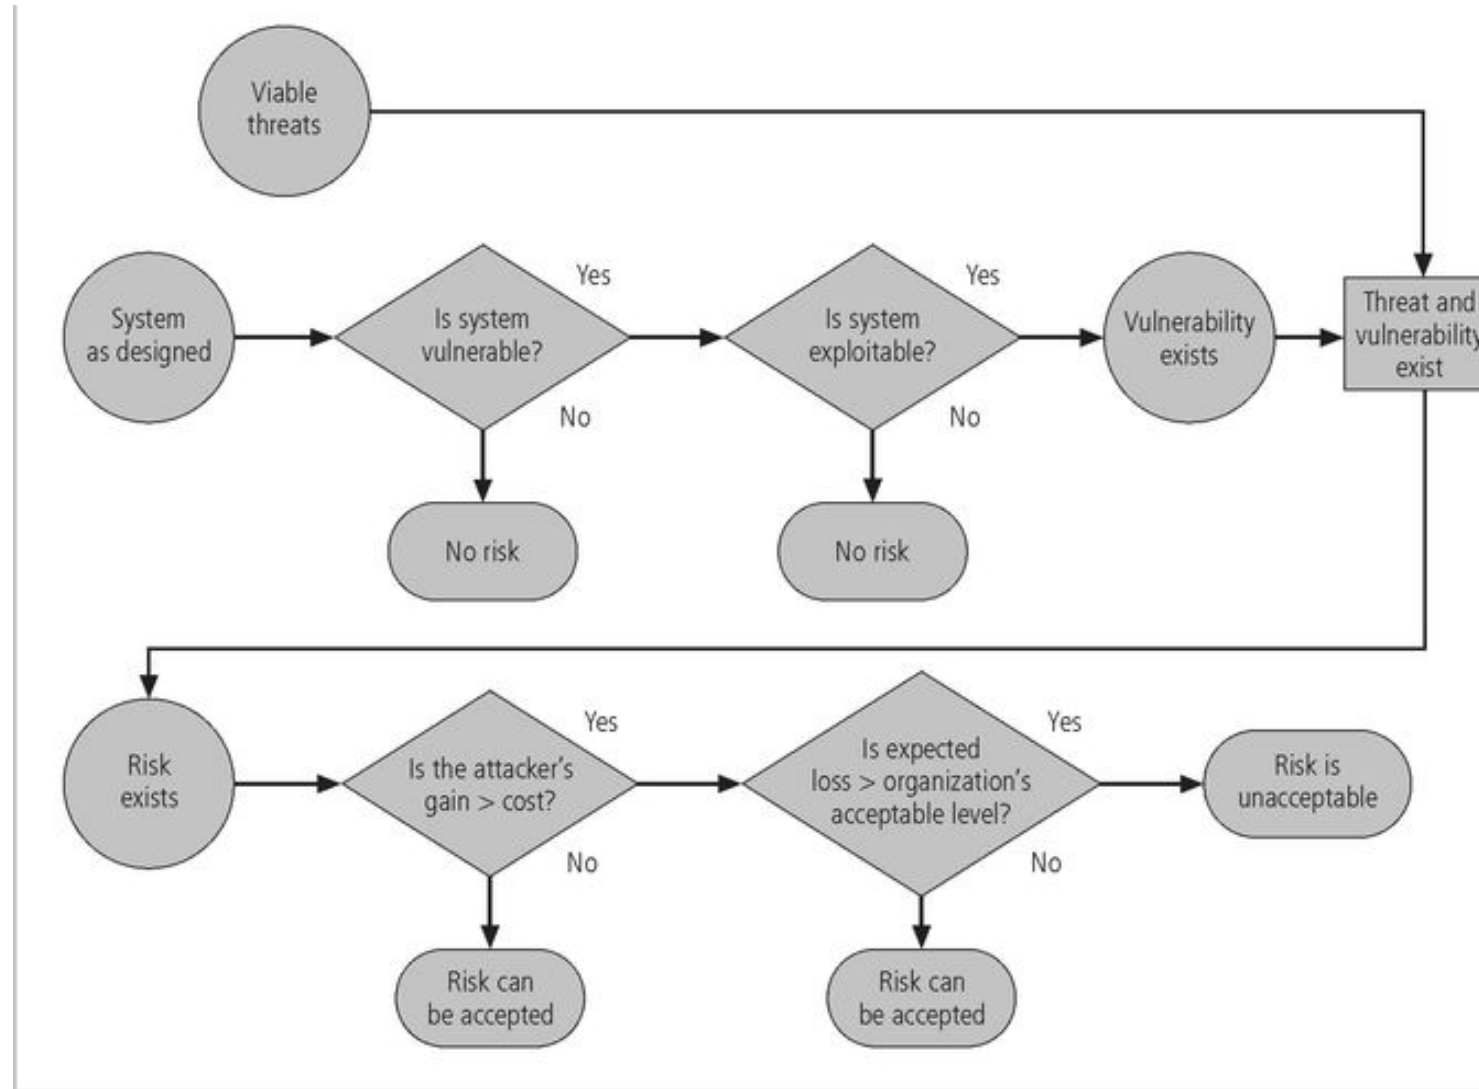 Viable
threats
System
as designed
Is system
vulnerable?
Yes
No
No risk
Is system
exploitable?
Yes
No
No risk
Vulnerability
exists
Threat and
vulnerability
exist
Risk
exists
Is the attacker's
gain > cost?
Yes
No
Risk can
be accepted
Is expected
loss > organization's
acceptable level?
Yes
No
Risk can
be accepted
Risk is
unacceptable